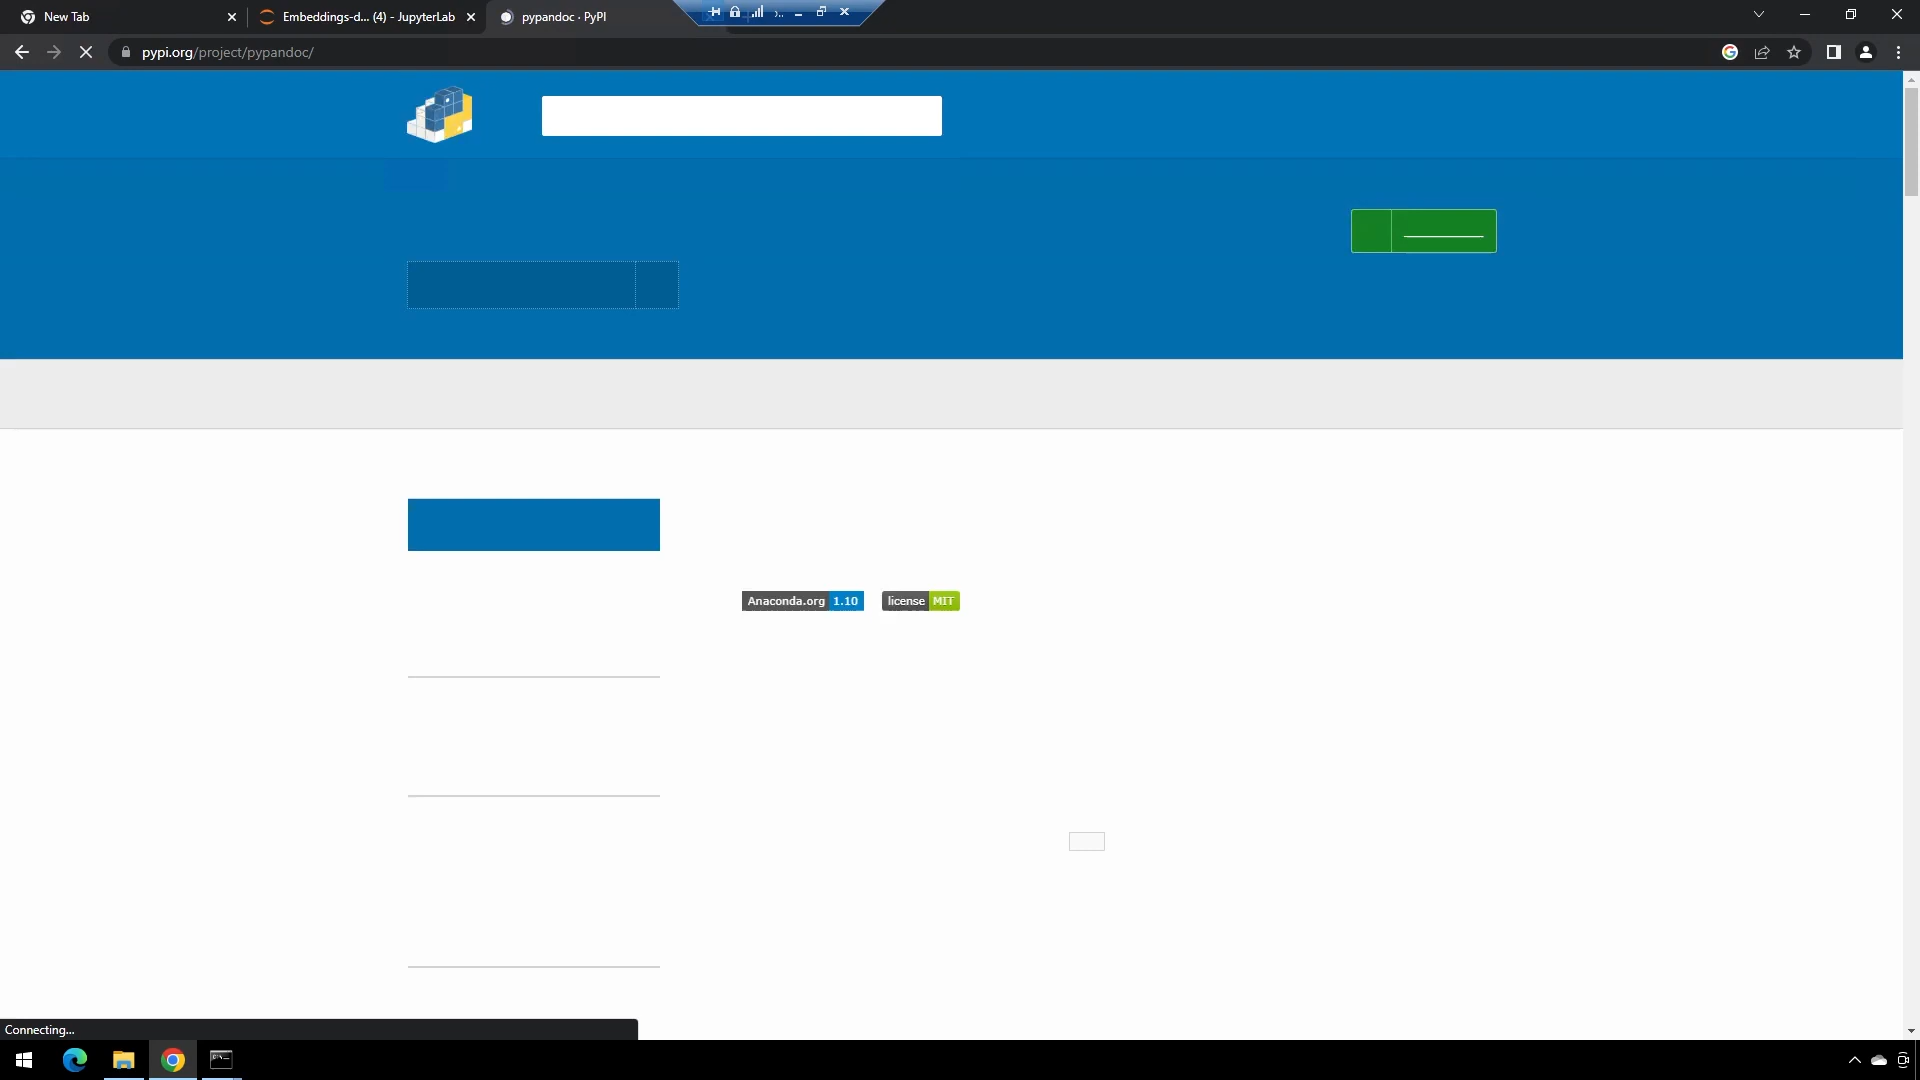 New Tab
Embeddings-d... (4) - JupyterLab
pypandoc · PyPI
pypi.org/project/pypandoc/
Anaconda.org 1.10
license MIT
Connecting...